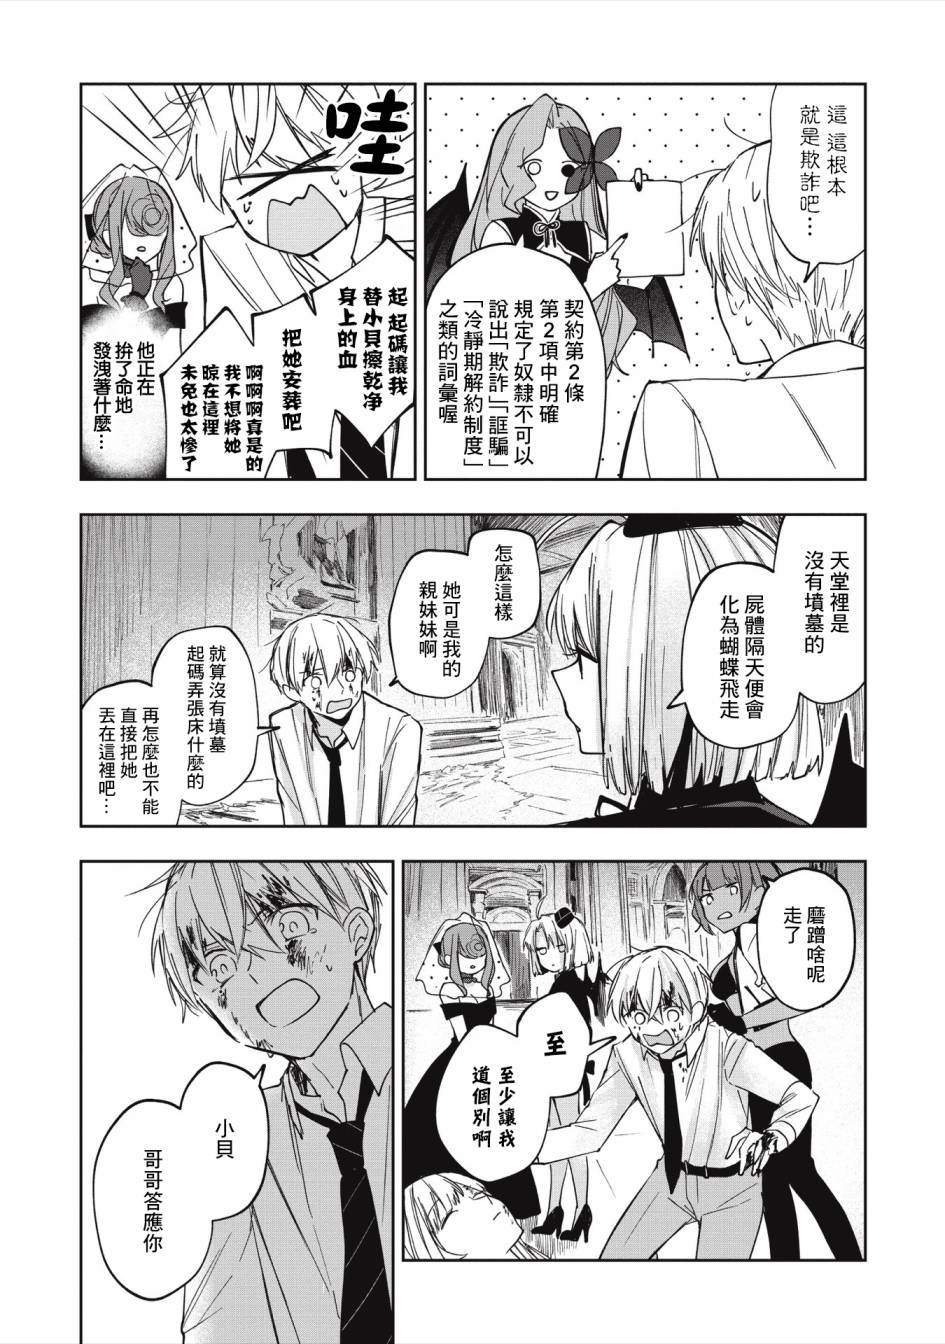 這 這根本
就是欺詐吧…
契約第2條
第2項中明確
規定了奴隸不可以
說出「欺詐」「誆騙」
「冷靜期解約制度」
之類的詞彙喔
哇
起 起碼讓我
替小貝擦乾净
身上的血
把她安葬吧
啊啊啊真是的
我不想將她
晾在這裡
未免也太慘了
他正在
拚了命地
發洩著什麼…
天堂裡是
沒有墳墓的
屍體隔天便會
化為蝴蝶飛走
怎麼這樣
她可是我的
親妹妹啊
就算沒有墳墓
起碼弄張床什麼的
再怎麼也不能
直接把她
丟在這裡吧…
磨蹭啥呢
走了
至
至少讓我
道個別啊
小貝
哥哥答應你